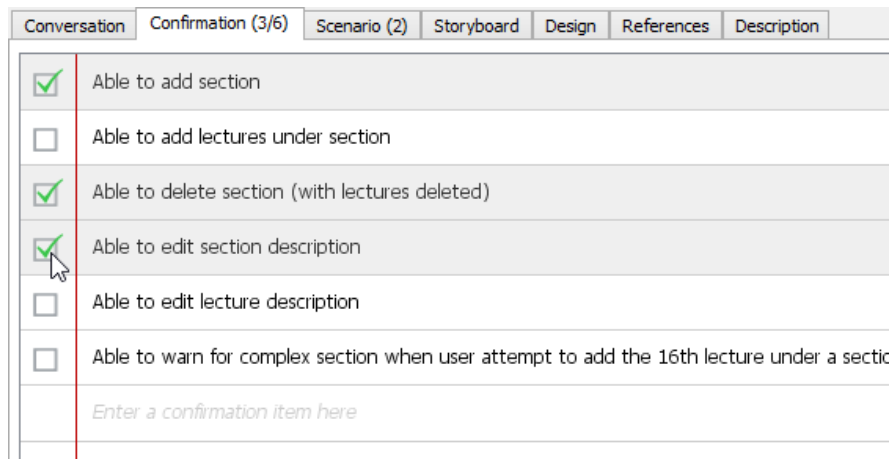 Conversation
Confirmation (3/6)
Scenario (2)
Storyboard
Design
References
Description
Able to add section
Able to add lectures under section
Able to delete section (with lectures deleted)
Able to edit section description
Able to edit lecture description
Able to warn for complex section when user attempt to add the 16th lecture under a
Enter a confirmation item here